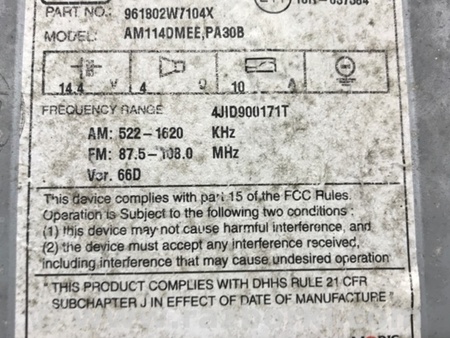 PART NO.: 961802W7104X
MODEL: AM114DMEE,PA30B
14.4 V 4 Ω 10 A
FREQUENCY RANGE 4JID900171T
AM: 522-1620 KHz
FM: 87.5-108.0 MHz
Ver. 66D
This device complies with part 15 of the FCC Rules.
Operation is Subject to the following two conditions :
(1) this device may not cause harmful interference, and
(2) the device must accept any interference received,
including interference that may cause undesired operation
"THIS PRODUCT COMPLIES WITH DHHS RULE 21 CFR
SUBCHAPTER J IN EFFECT OF DATE OF MANUFACTURE"